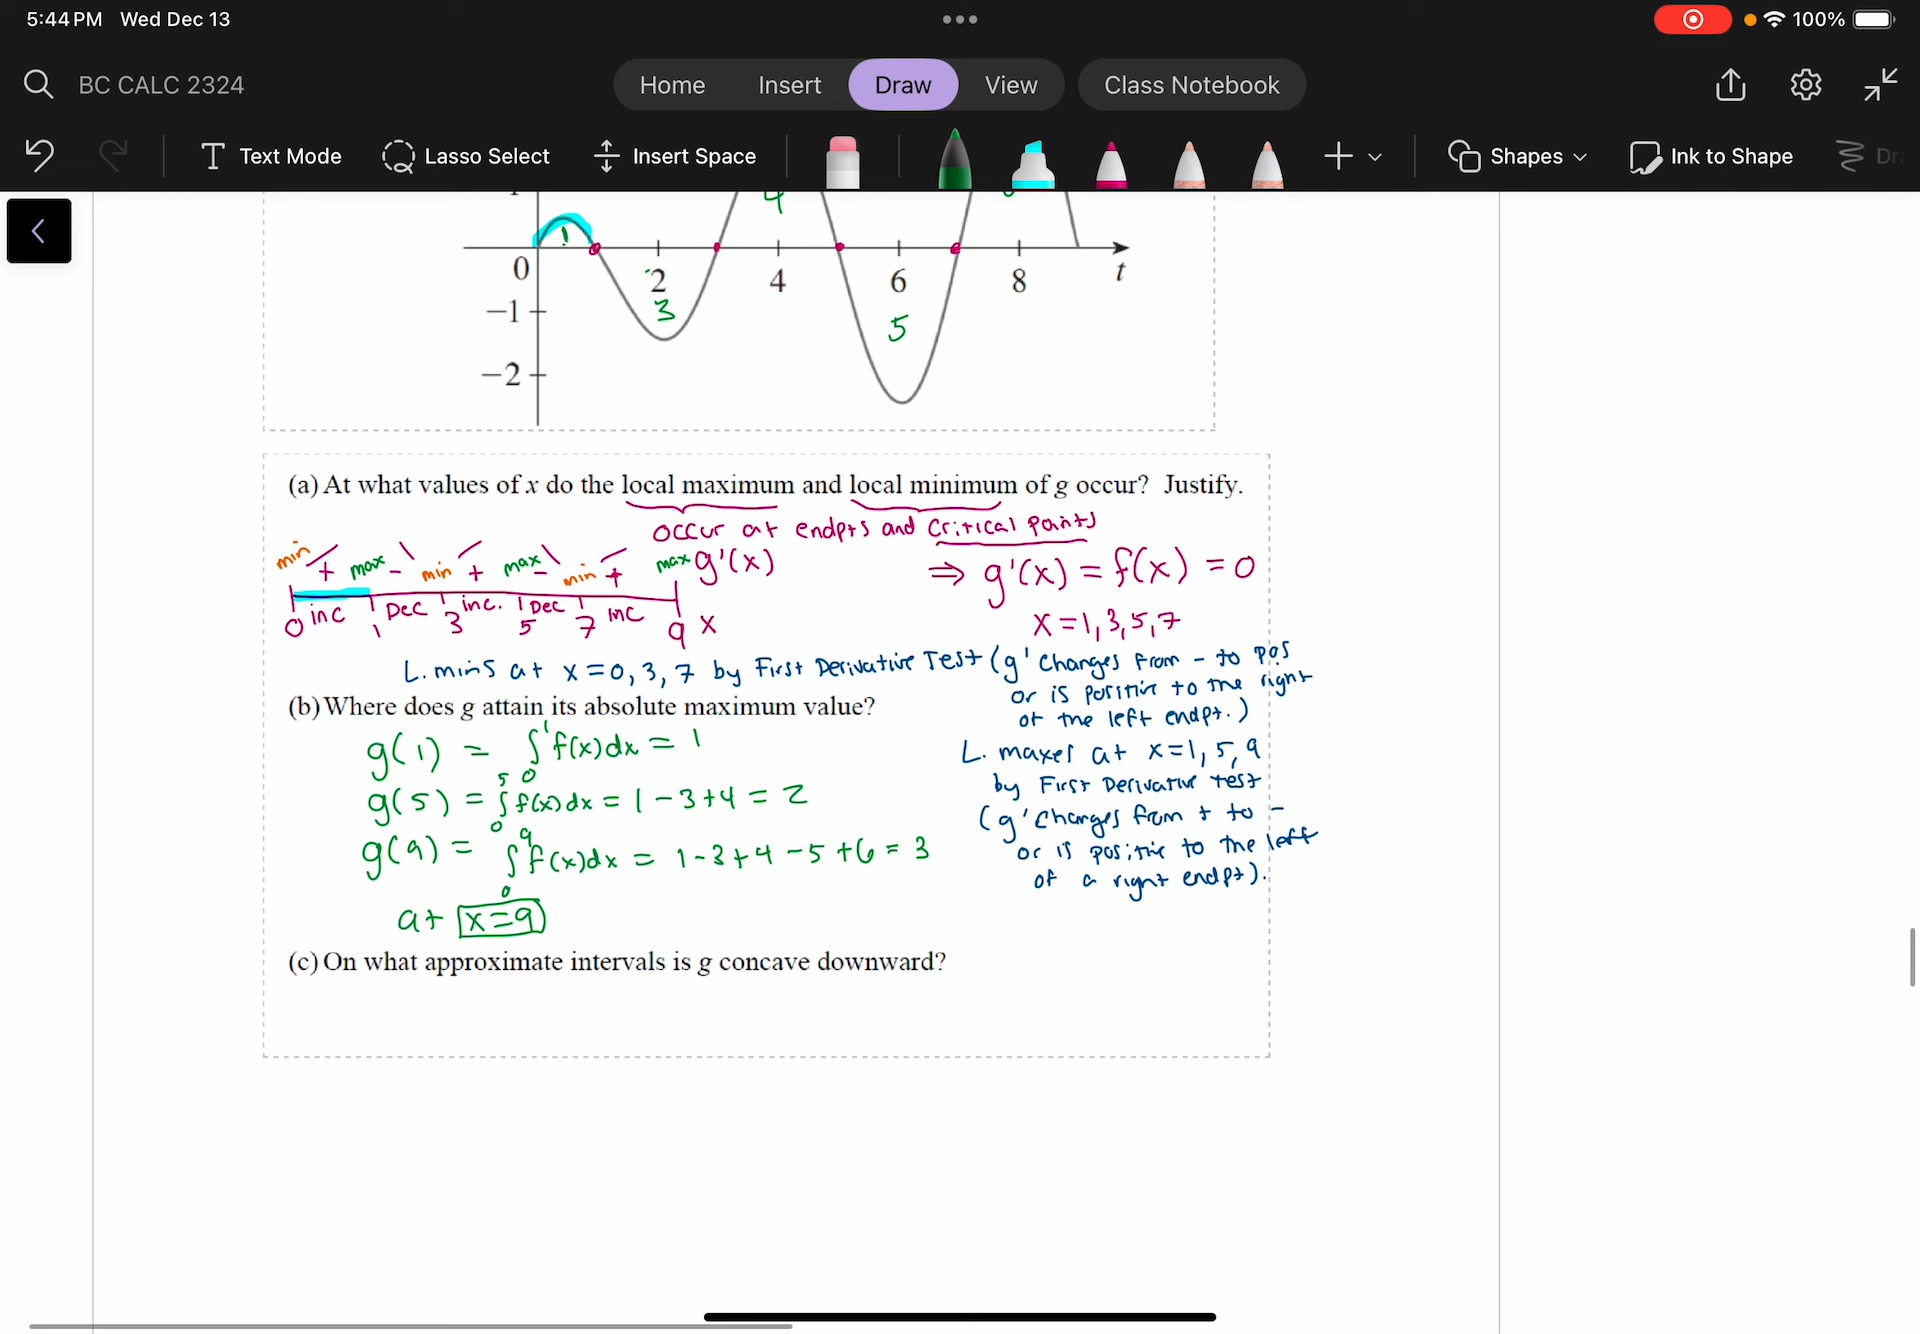 5:44 PM Wed Dec 13
100%
BC CALC 2324
Home Insert Draw View Class Notebook
Text Mode Lasso Select Insert Space Shapes Ink to Shape
4
1
0 2 4 6 8 t
-1
3
5
-2
(a) At what values of x do the local maximum and local minimum of g occur? Justify.
occur at endpts and critical points
min + max - min + max - min + max g'(x)
⇒ g'(x) = f(x) = 0
inc Dec inc. Dec inc
0 1 3 5 7 9 x
x = 1, 3, 5, 7
L. mins at x = 0, 3, 7 by First Derivative Test (g' changes from - to pos
or is positive to the right
of the left endpt.)
(b) Where does g attain its absolute maximum value?
g(1) = ∫₀¹ f(x)dx = 1
g(5) = ∫₀⁵ f(x)dx = 1 - 3 + 4 = 2
g(9) = ∫₀⁹ f(x)dx = 1 - 3 + 4 - 5 + 6 = 3
at x = 9
L. maxes at x = 1, 5, 9
by First Derivative test
(g' changes from + to -
or is positive to the left
of a right endpt).
(c) On what approximate intervals is g concave downward?